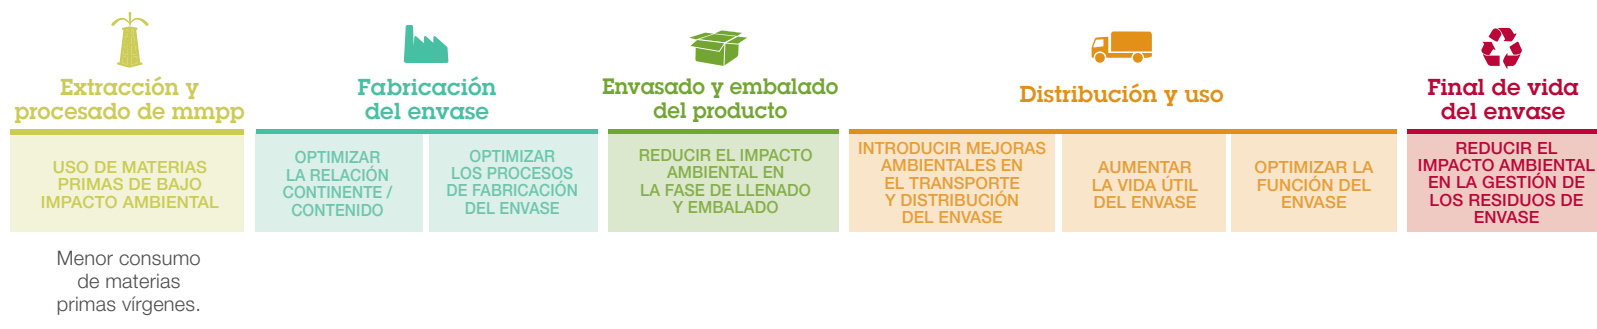 Extracción y
procesado de mmpp
Fabricación
del envase
Envasado y embalado
del producto
Distribución y uso
Final de vida
del envase
USO DE MATERIAS
PRIMAS DE BAJO
IMPACTO AMBIENTAL
OPTIMIZAR
LA RELACIÓN
CONTINENTE /
CONTENIDO
OPTIMIZAR
LOS PROCESOS
DE FABRICACIÓN
DEL ENVASE
REDUCIR EL IMPACTO
AMBIENTAL EN
LA FASE DE LLENADO
Y EMBALADO
INTRODUCIR MEJORAS
AMBIENTALES EN
EL TRANSPORTE
Y DISTRIBUCIÓN
DEL ENVASE
AUMENTAR
LA VIDA ÚTIL
DEL ENVASE
OPTIMIZAR LA
FUNCIÓN DEL
ENVASE
REDUCIR EL
IMPACTO AMBIENTAL
EN LA GESTIÓN DE
LOS RESIDUOS DE
ENVASE
Menor consumo
de materias
primas vírgenes.